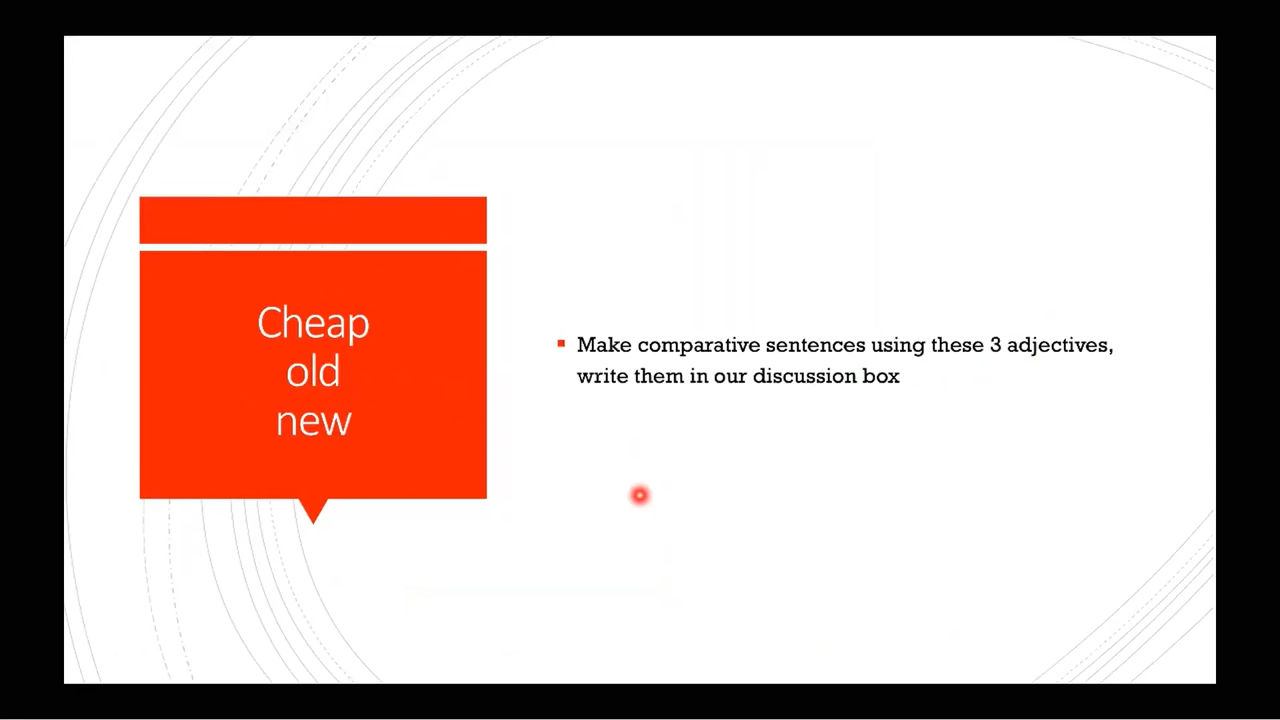 Cheap
old
new
Make comparative sentences using these 3 adjectives,
write them in our discussion box